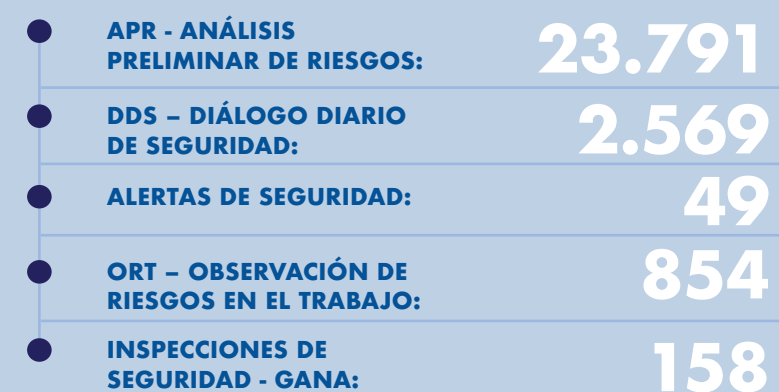 APR - ANÁLISIS
PRELIMINAR DE RIESGOS:
23.791
DDS – DIÁLOGO DIARIO
DE SEGURIDAD:
2.569
ALERTAS DE SEGURIDAD:
49
ORT – OBSERVACIÓN DE
RIESGOS EN EL TRABAJO:
854
INSPECCIONES DE
SEGURIDAD - GANA:
158